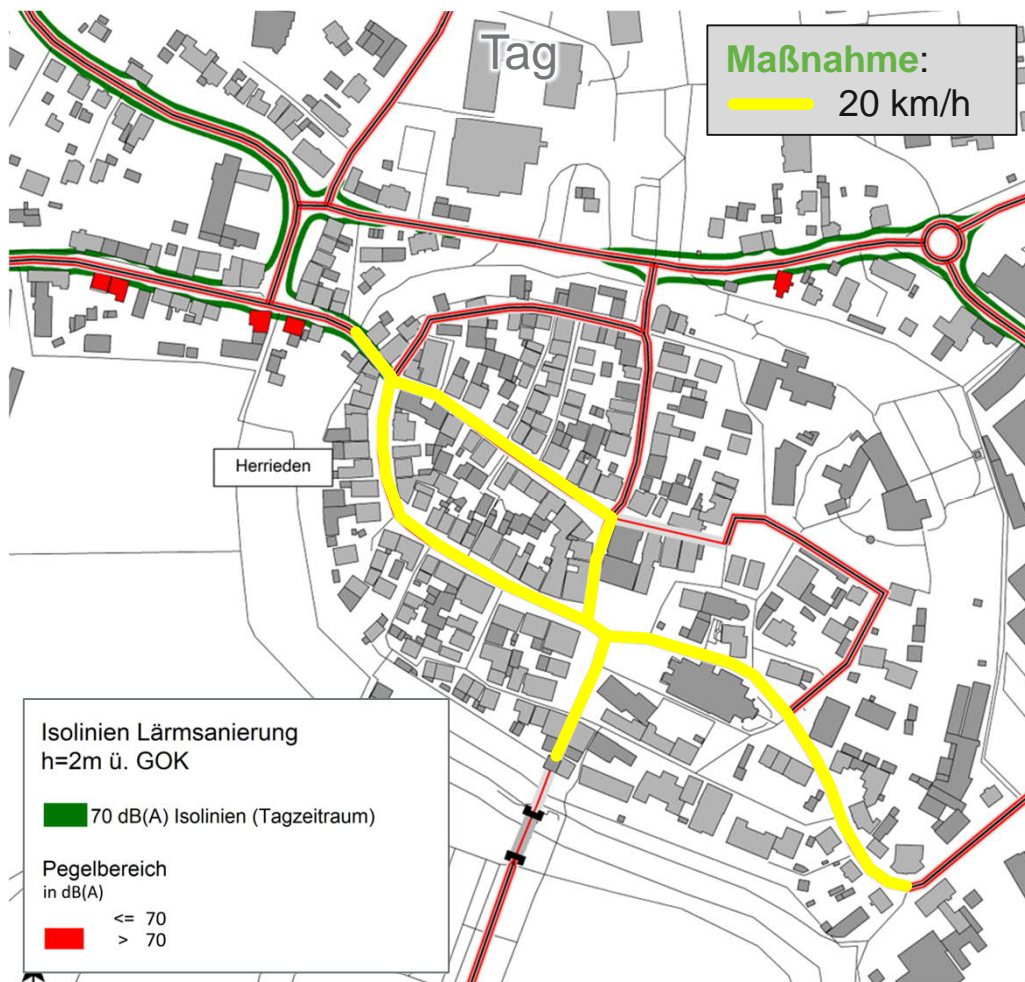 Tag
Maßnahme:
20 km/h
Herrieden
Isolinien Lärmsanierung
h=2m ü. GOK
70 dB(A) Isolinien (Tagzeitraum)
Pegelbereich
in dB(A)
<= 70
> 70